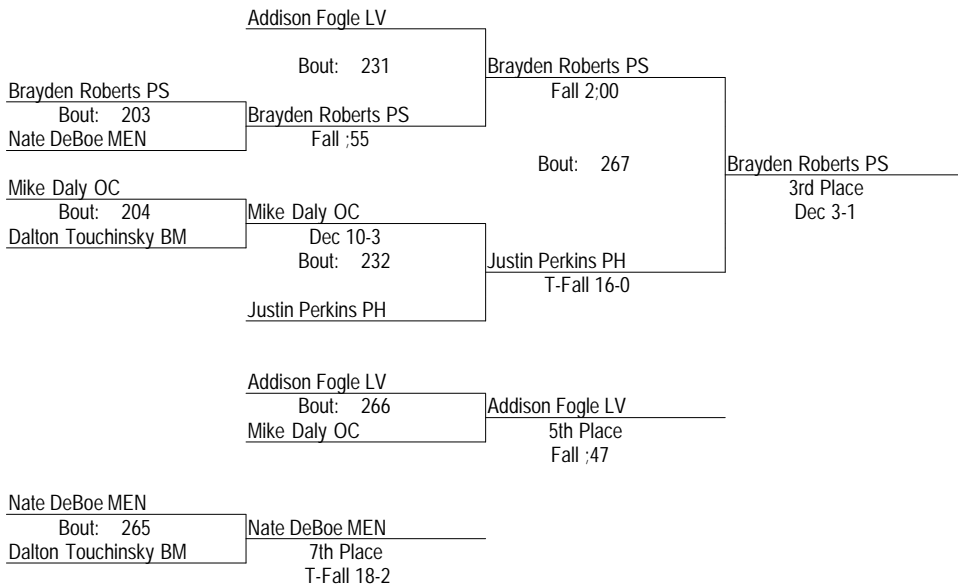 Addison Fogle LV
Bout: 231
Brayden Roberts PS
Fall 2;00
Brayden Roberts PS
Bout: 203
Nate DeBoe MEN
Brayden Roberts PS
Fall ;55
Bout: 267
Brayden Roberts PS
3rd Place
Dec 3-1
Mike Daly OC
Bout: 204
Dalton Touchinsky BM
Mike Daly OC
Dec 10-3
Bout: 232
Justin Perkins PH
T-Fall 16-0
Justin Perkins PH
Addison Fogle LV
Bout: 266
Mike Daly OC
Addison Fogle LV
5th Place
Fall ;47
Nate DeBoe MEN
Bout: 265
Dalton Touchinsky BM
Nate DeBoe MEN
7th Place
T-Fall 18-2